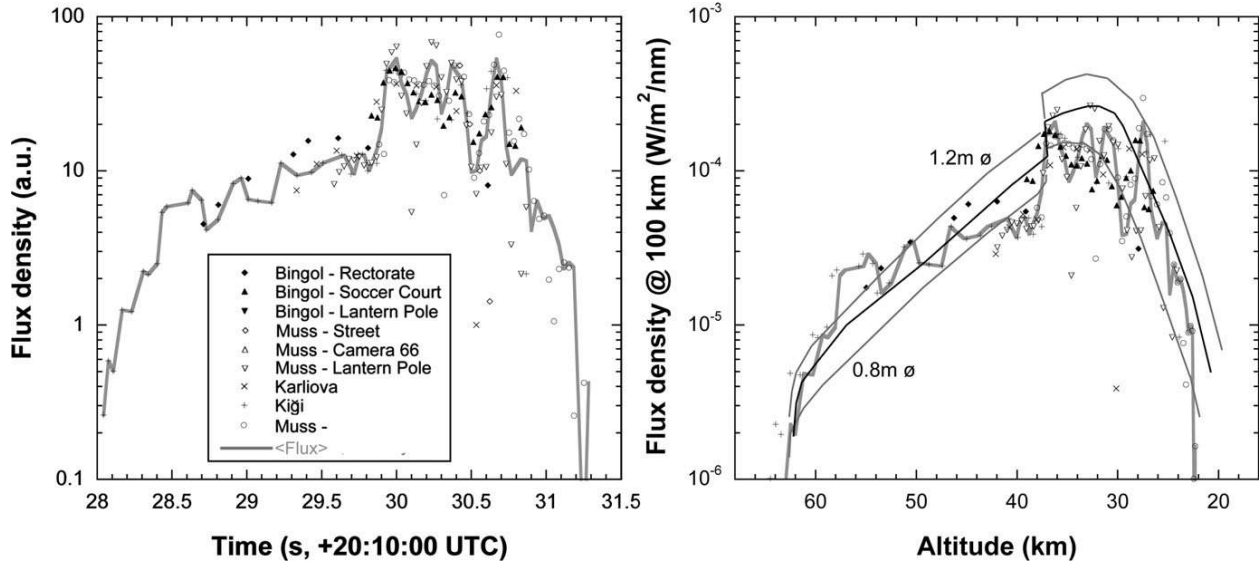 Flux density (a.u.)
100
10
1
0.1
28
28.5
29
29.5
30
30.5
31
31.5
Time (s, +20:10:00 UTC)
Bingol - Rectorate
Bingol - Soccer Court
Bingol - Lantern Pole
Muss - Street
Muss - Camera 66
Muss - Lantern Pole
Karliova
Kiği
Muss -
<Flux>
Flux density @ 100 km (W/m²/nm)
10⁻³
10⁻⁴
10⁻⁵
10⁻⁶
1.2m ø
0.8m ø
60
50
40
30
20
Altitude (km)